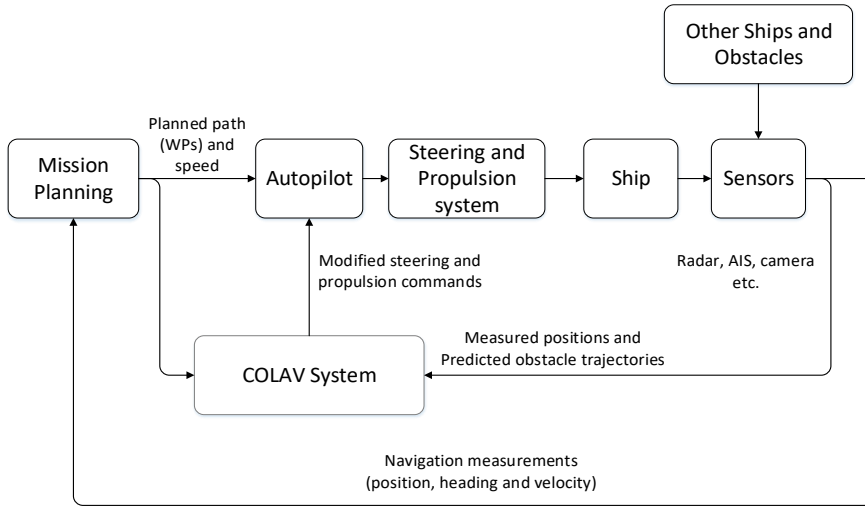 Other Ships and
Obstacles
Planned path
(WPs) and
speed
Mission
Planning
Autopilot
Steering and
Propulsion
system
Ship
Sensors
Modified steering and
propulsion commands
Radar, AIS, camera
etc.
Measured positions and
Predicted obstacle trajectories
COLAV System
Navigation measurements
(position, heading and velocity)